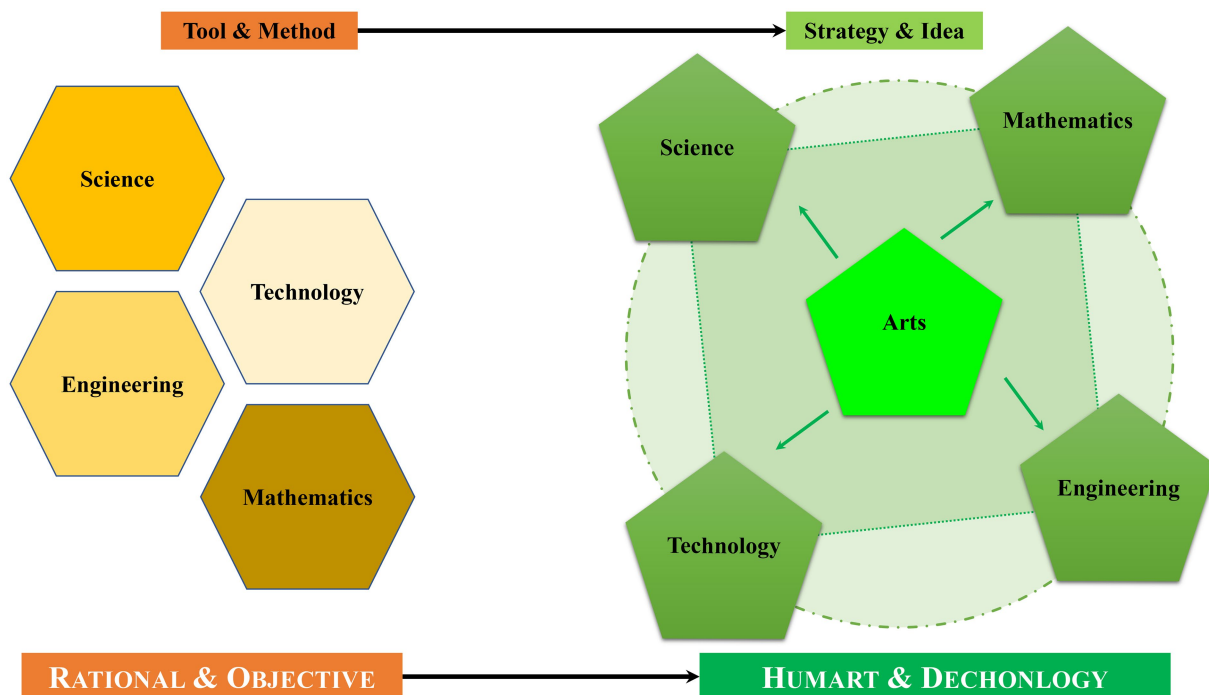 Tool & Method
Strategy & Idea
Science
Technology
Engineering
Mathematics
Science
Mathematics
Arts
Technology
Engineering
RATIONAL & OBJECTIVE
HUMART & DECHONLOGY